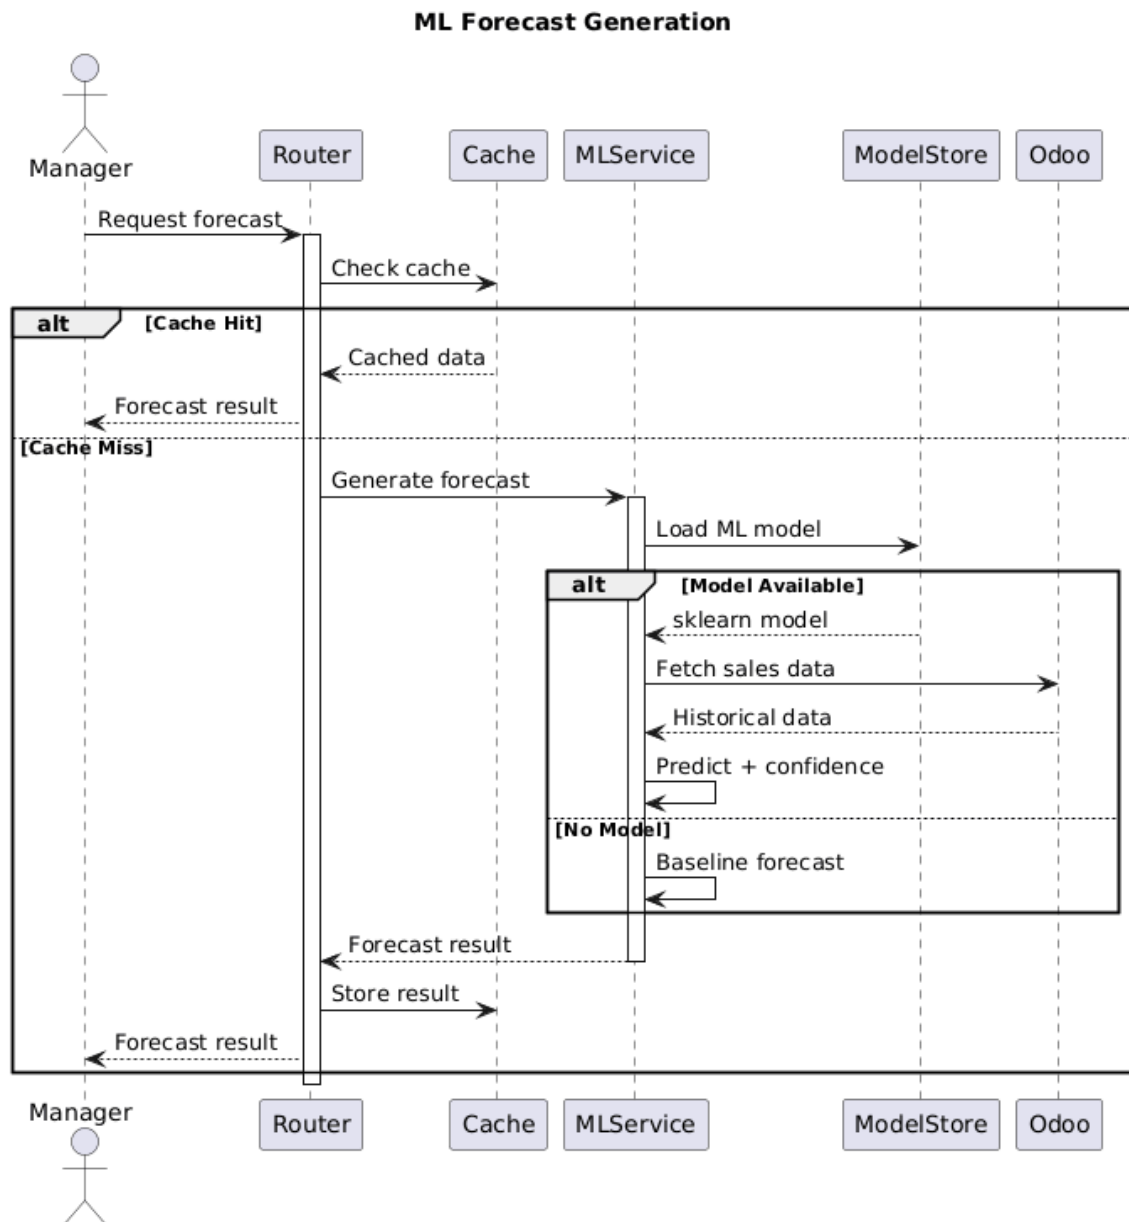 ML Forecast Generation
Manager
Router
Cache
MLService
ModelStore
Odoo
Request forecast
Check cache
alt [Cache Hit]
Cached data
Forecast result
[Cache Miss]
Generate forecast
Load ML model
alt [Model Available]
sklearn model
Fetch sales data
Historical data
Predict + confidence
[No Model]
Baseline forecast
Forecast result
Store result
Forecast result
Manager
Router
Cache
MLService
ModelStore
Odoo